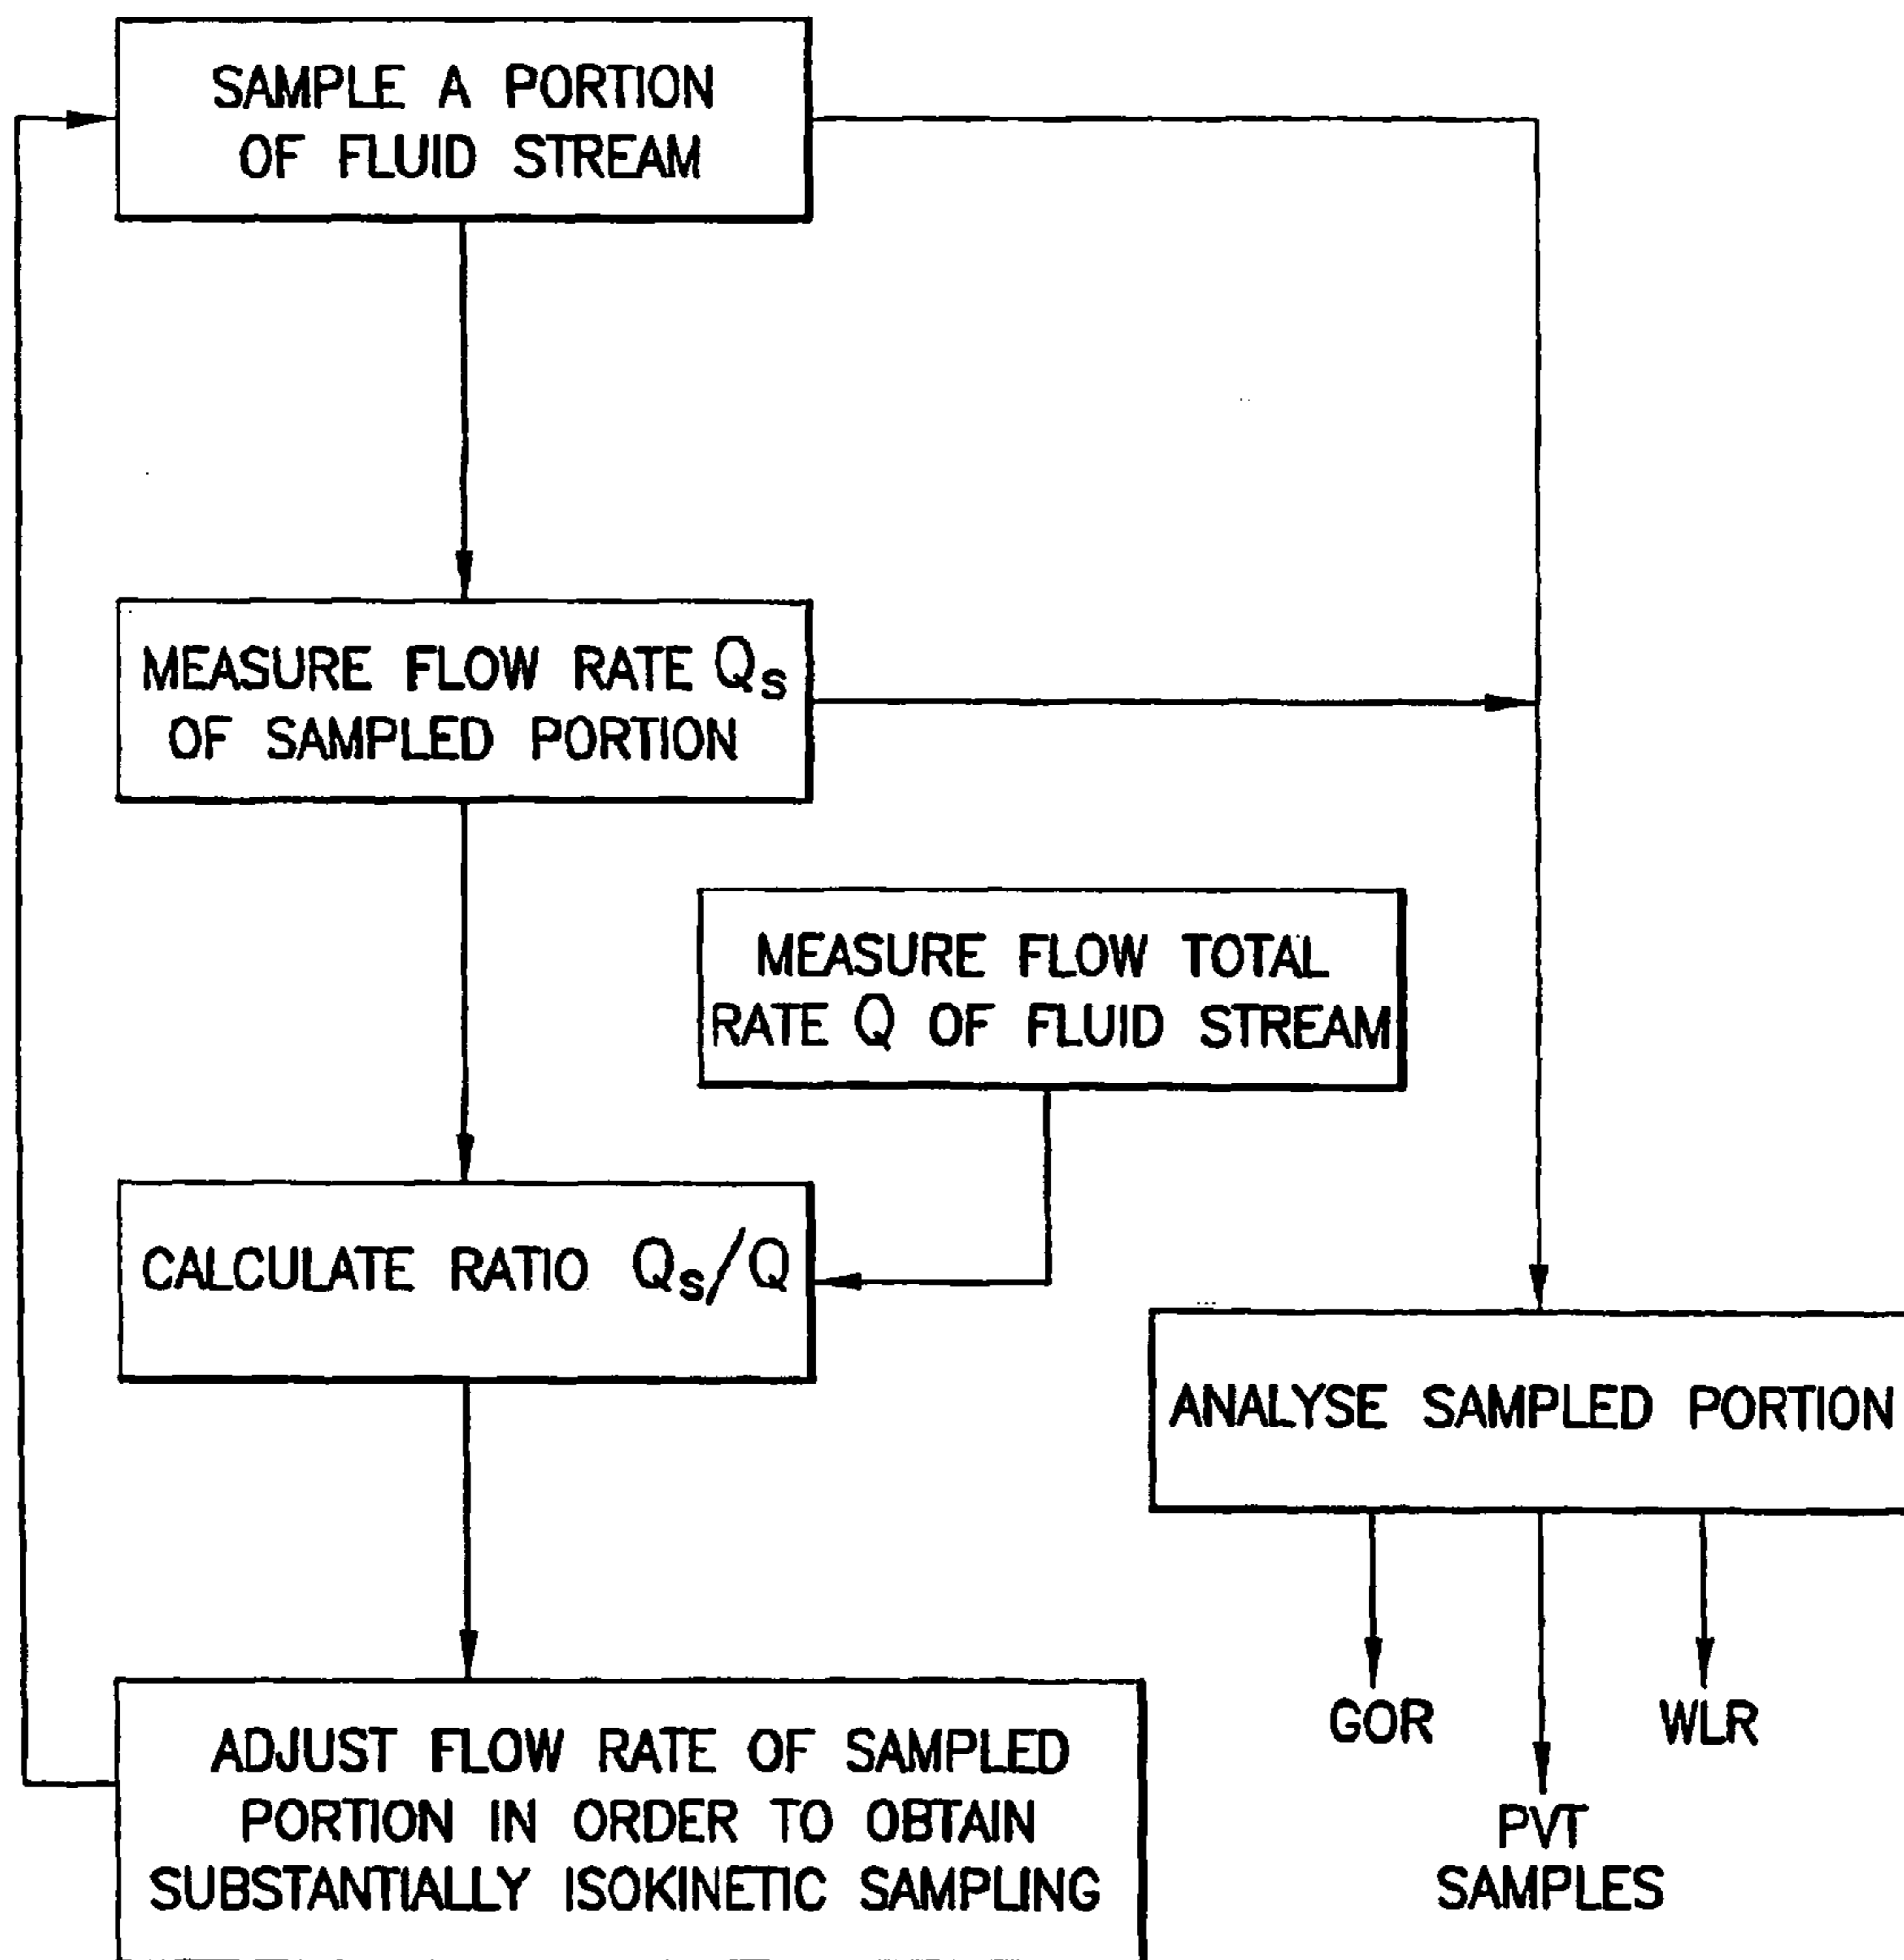 SAMPLE A PORTION
OF FLUID STREAM
MEASURE FLOW RATE Qs
OF SAMPLED PORTION
MEASURE FLOW TOTAL
RATE Q OF FLUID STREAM
CALCULATE RATIO Qs/Q
ANALYSE SAMPLED PORTION
GOR
WLR
PVT
SAMPLES
ADJUST FLOW RATE OF SAMPLED
PORTION IN ORDER TO OBTAIN
SUBSTANTIALLY ISOKINETIC SAMPLING